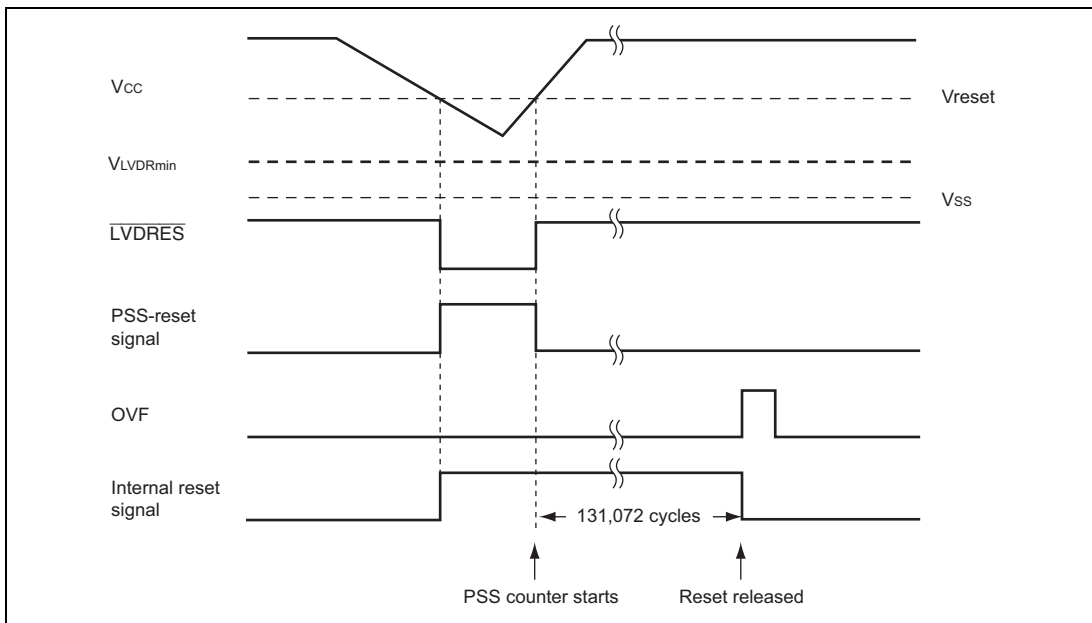 Vcc
Vreset
VLVDRmin
Vss
LVDRES
PSS-reset
signal
OVF
Internal reset
signal
131,072 cycles
PSS counter starts
Reset released